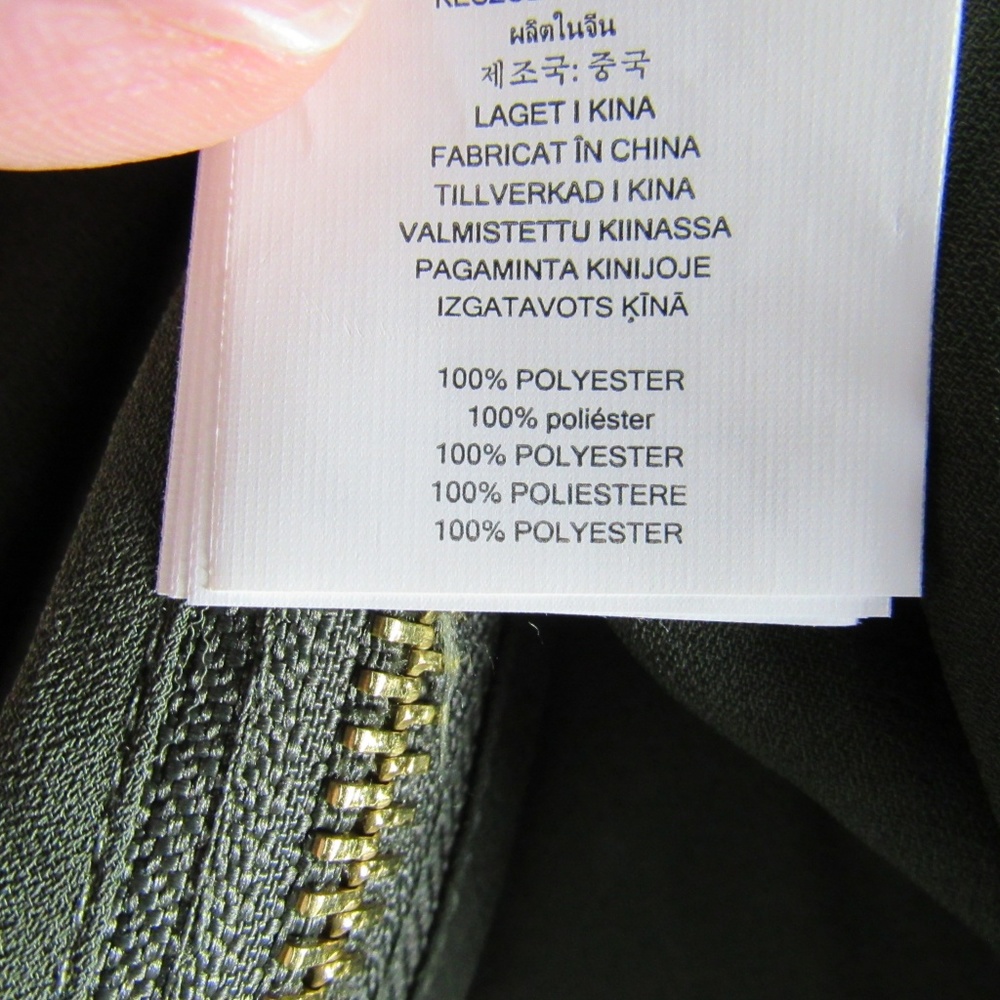 ผลิตในจีน
제조국: 중국
LAGET I KINA
FABRICAT ÎN CHINA
TILLVERKAD I KINA
VALMISTETTU KIINASSA
PAGAMINTA KINIJOJE
IZGATAVOTS ĶĪNĀ
100% POLYESTER
100% poliéster
100% POLYESTER
100% POLIESTERE
100% POLYESTER